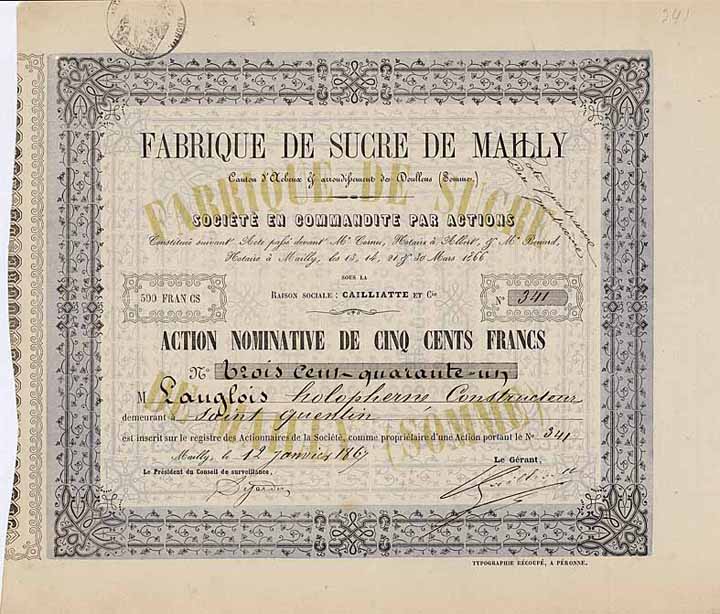 341
FABRIQUE DE SUCRE DE MAILLY
Canton d'Acheux & arrondissement de Doullens (Somme.)
FABRIQUE DE SUCRE
SOCIÉTÉ EN COMMANDITE PAR ACTIONS
Constituée suivant Acte passé devant Me Cornu, Notaire à Albert, & Me
Notaire à Mailly, les 13, 14, 21 & 30 Mars 1866
SOUS LA
RAISON SOCIALE : CAILLIATTE ET Cie
500 FRANCS
No 341
ACTION NOMINATIVE DE CINQ CENTS FRANCS
No trois cent quarante-un
M Langlois holopherne Constructeur
demeurant à Saint quentin
DE MAILLY (SOMME)
est inscrit sur le registre des Actionnaires de la Société, comme propriétaire d'une Action portant le No 341
Mailly, le 12 Janvier 1867
Le Président du Conseil de surveillance,
Le Gérant,
TYPOGRAPHIE RÉCOUPÉ, A PÉRONNE.